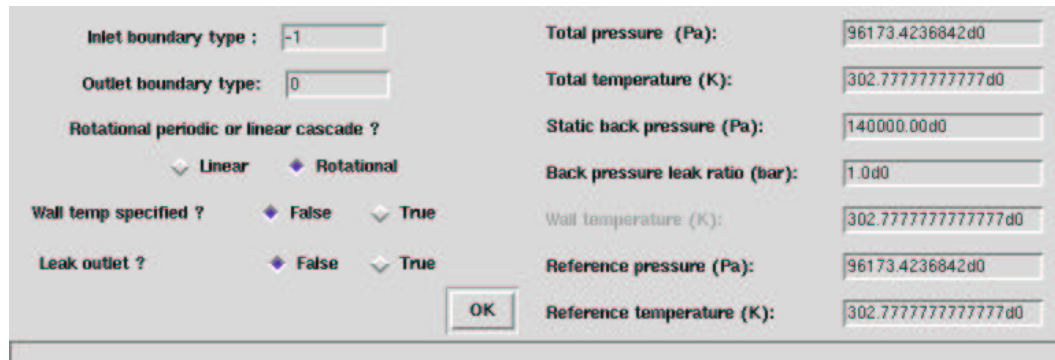 Inlet boundary type : -1
Outlet boundary type: 0
Rotational periodic or linear cascade ?
Linear Rotational
Wall temp specified ? False True
Leak outlet ? False True
OK
Total pressure (Pa): 96173.4236842d0
Total temperature (K): 302.77777777777d0
Static back pressure (Pa): 140000.00d0
Back pressure leak ratio (bar): 1.0d0
Wall temperature (K): 302.7777777777777d0
Reference pressure (Pa): 96173.4236842d0
Reference temperature (K): 302.7777777777777d0